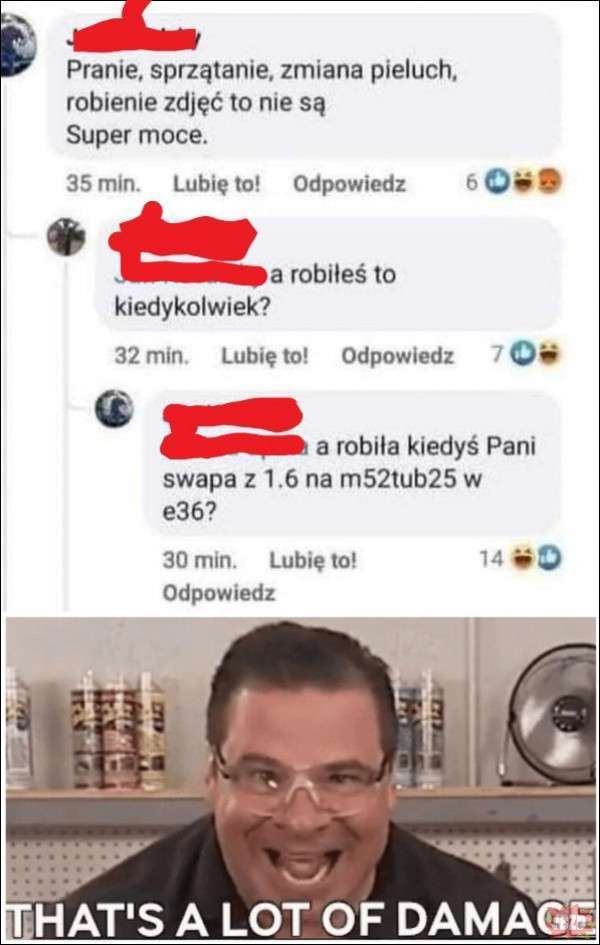 Pranie, sprzątanie, zmiana pieluch,
robienie zdjęć to nie są
Super moce.
35 min. Lubię to! Odpowiedz 6
a robiłeś to
kiedykolwiek?
32 min. Lubię to! Odpowiedz 7
a robiła kiedyś Pani
swapa z 1.6 na m52tub25 w
e36?
30 min. Lubię to! 14
Odpowiedz
THAT'S A LOT OF DAMAGE